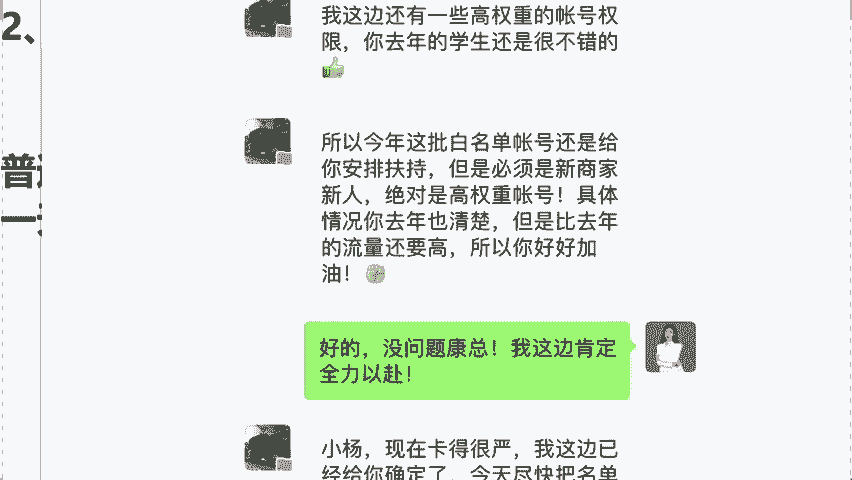 2、
普
一
我这边还有一些高权重的帐号权
限，你去年的学生还是很不错的
👍
所以今年这批白名单帐号还是给
你安排扶持，但是必须是新商家
新人，绝对是高权重帐号！具体
情况你去年也清楚，但是比去年
的流量还要高，所以你好好加
油！
好的，没问题康总！我这边肯定
全力以赴！
小杨，现在卡得很严，我这边已
经给你确定了，今天尽快把名单